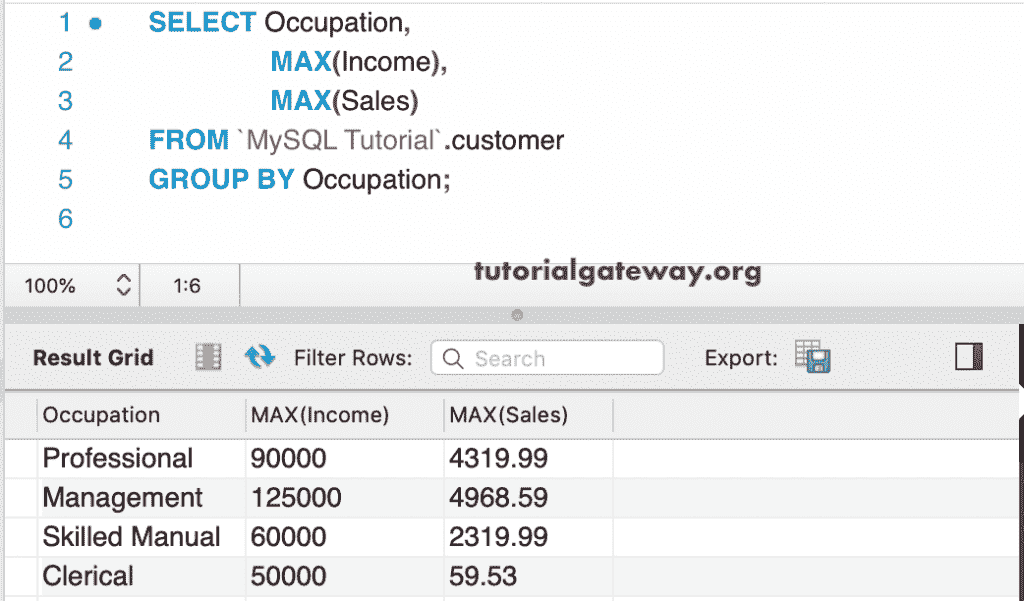 1 SELECT Occupation,
2 MAX(Income),
3 MAX(Sales)
4 FROM `MySQL Tutorial`.customer
5 GROUP BY Occupation;
6
tutorialgateway.org
100% 1:6
Result Grid Filter Rows: Search Export:
Occupation MAX(Income) MAX(Sales)
Professional 90000 4319.99
Management 125000 4968.59
Skilled Manual 60000 2319.99
Clerical 50000 59.53